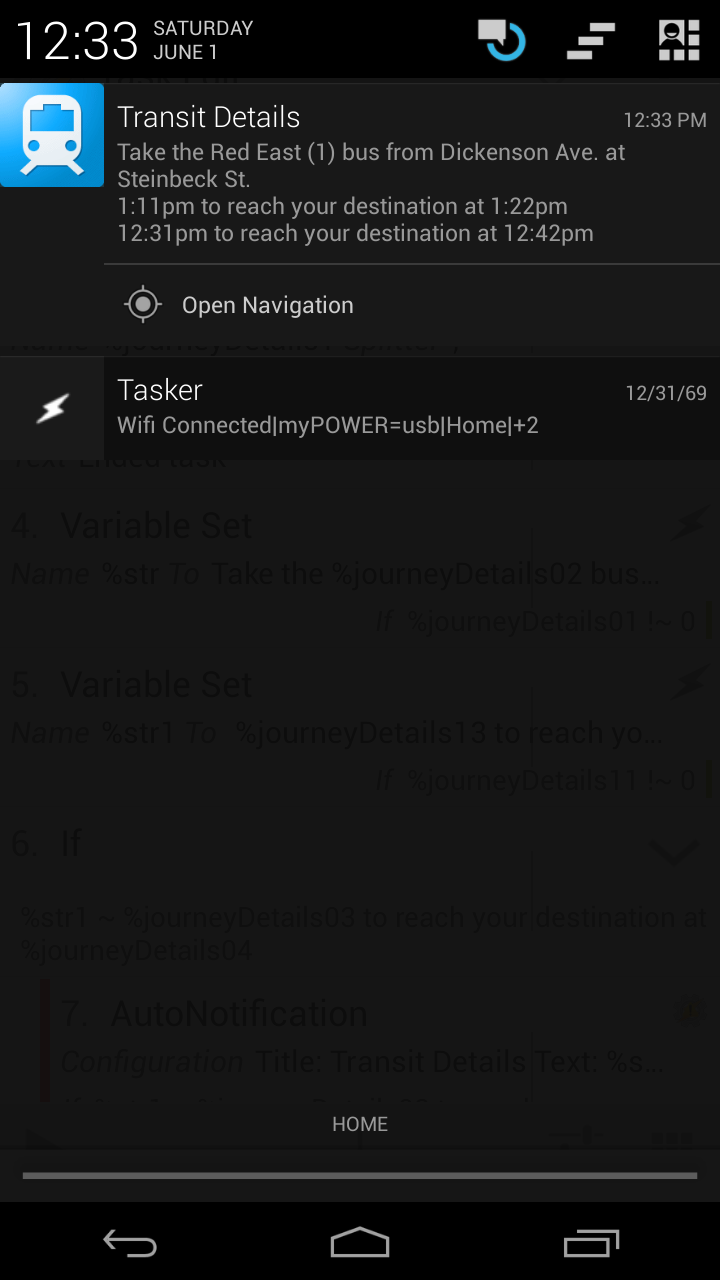 12:33 SATURDAY
JUNE 1
Transit Details 12:33 PM
Take the Red East (1) bus from Dickenson Ave. at
Steinbeck St.
1:11pm to reach your destination at 1:22pm
12:31pm to reach your destination at 12:42pm
Open Navigation
Tasker 12/31/69
Wifi Connected|myPOWER=usb|Home|+2
Text Ended task
4. Variable Set
Name %str To Take the %journeyDetails02 bus...
If %journeyDetails01 !~ 0
5. Variable Set
Name %str1 To %journeyDetails13 to reach yo...
If %journeyDetails11 !~ 0
6. If
%str1 ~ %journeyDetails03 to reach your destination at
%journeyDetails04
7. AutoNotification
Configuration Title: Transit Details Text: %s...
HOME